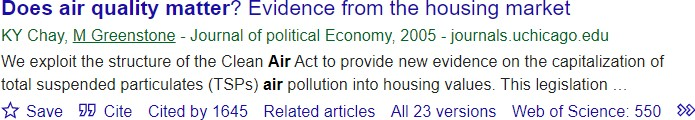 Does air quality matter? Evidence from the housing market
KY Chay, M Greenstone - Journal of political Economy, 2005 - journals.uchicago.edu
We exploit the structure of the Clean Air Act to provide new evidence on the capitalization of
total suspended particulates (TSPs) air pollution into housing values. This legislation …
Save Cite Cited by 1645 Related articles All 23 versions Web of Science: 550